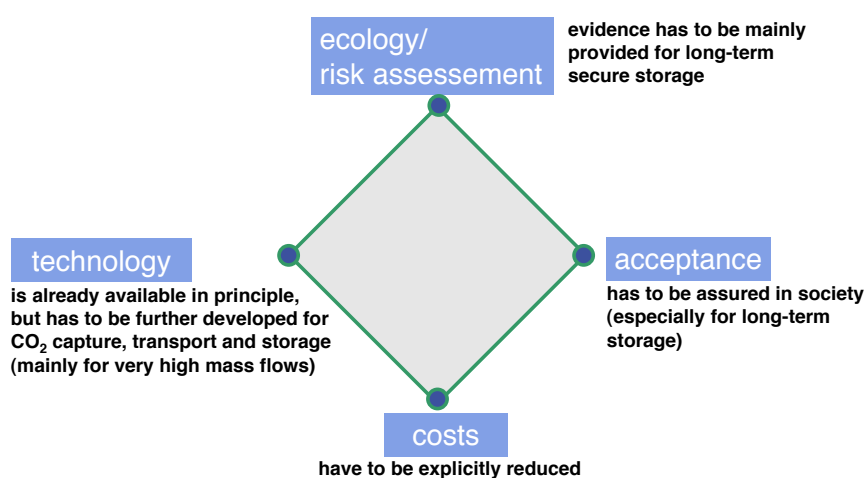 ecology/
risk assessement
evidence has to be mainly
provided for long-term
secure storage
technology
is already available in principle,
but has to be further developed for
CO₂ capture, transport and storage
(mainly for very high mass flows)
acceptance
has to be assured in society
(especially for long-term
storage)
costs
have to be explicitly reduced